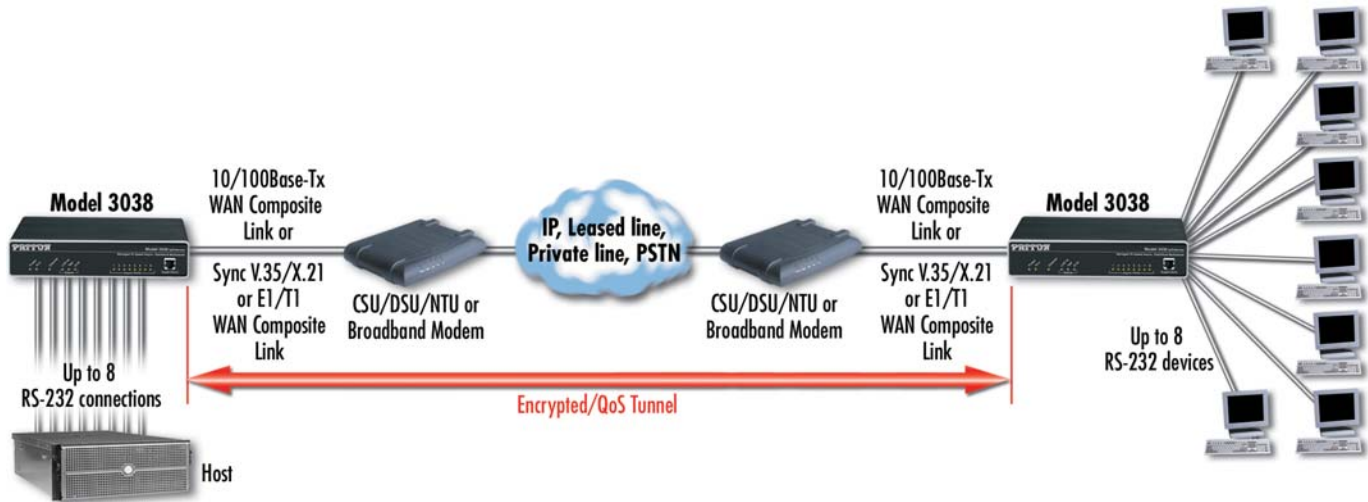 Model 3038
PATTON
10/100Base-Tx
WAN Composite
Link or
Sync V.35/X.21
or E1/T1
WAN Composite
Link
CSU/DSU/NTU or
Broadband Modem
IP, Leased line,
Private line, PSTN
CSU/DSU/NTU or
Broadband Modem
10/100Base-Tx
WAN Composite
Link or
Sync V.35/X.21
or E1/T1
WAN Composite
Link
Model 3038
PATTON
Up to 8
RS-232 devices
Up to 8
RS-232 connections
Host
Encrypted/QoS Tunnel